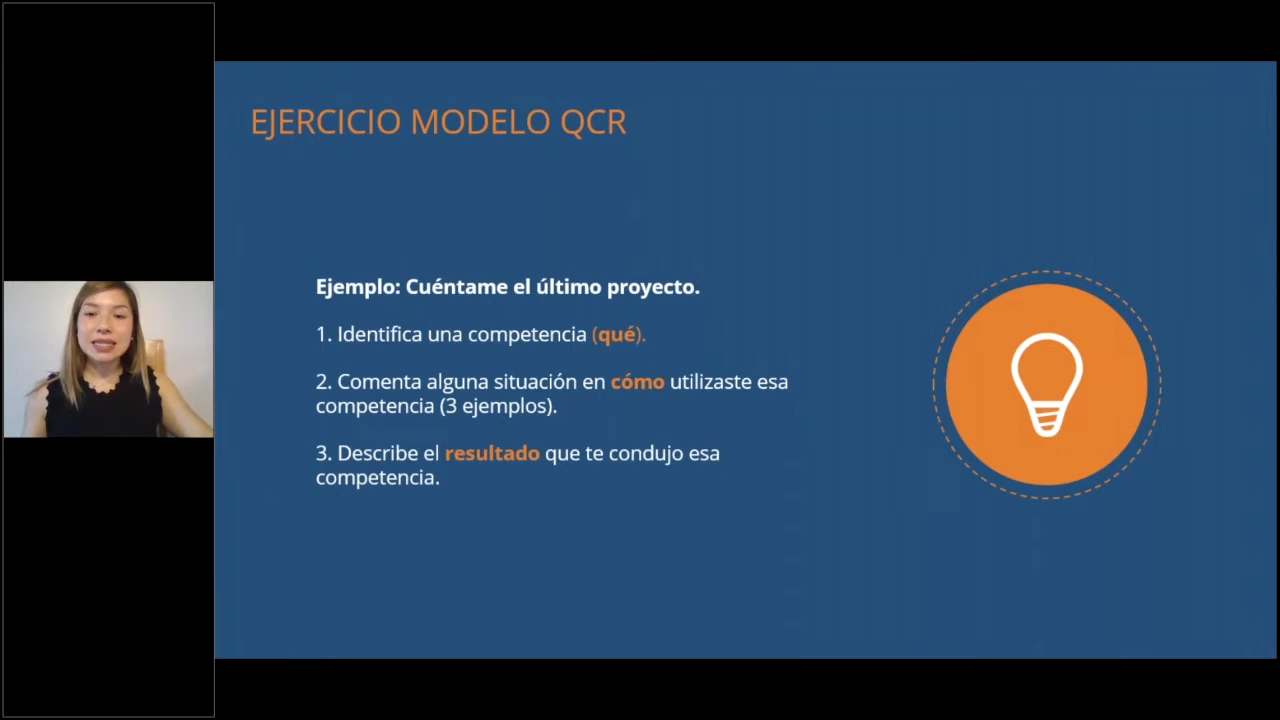 EJERCICIO MODELO QCR
Ejemplo: Cuéntame el último proyecto.
1. Identifica una competencia (qué).
2. Comenta alguna situación en cómo utilizaste esa
competencia (3 ejemplos).
3. Describe el resultado que te condujo esa
competencia.